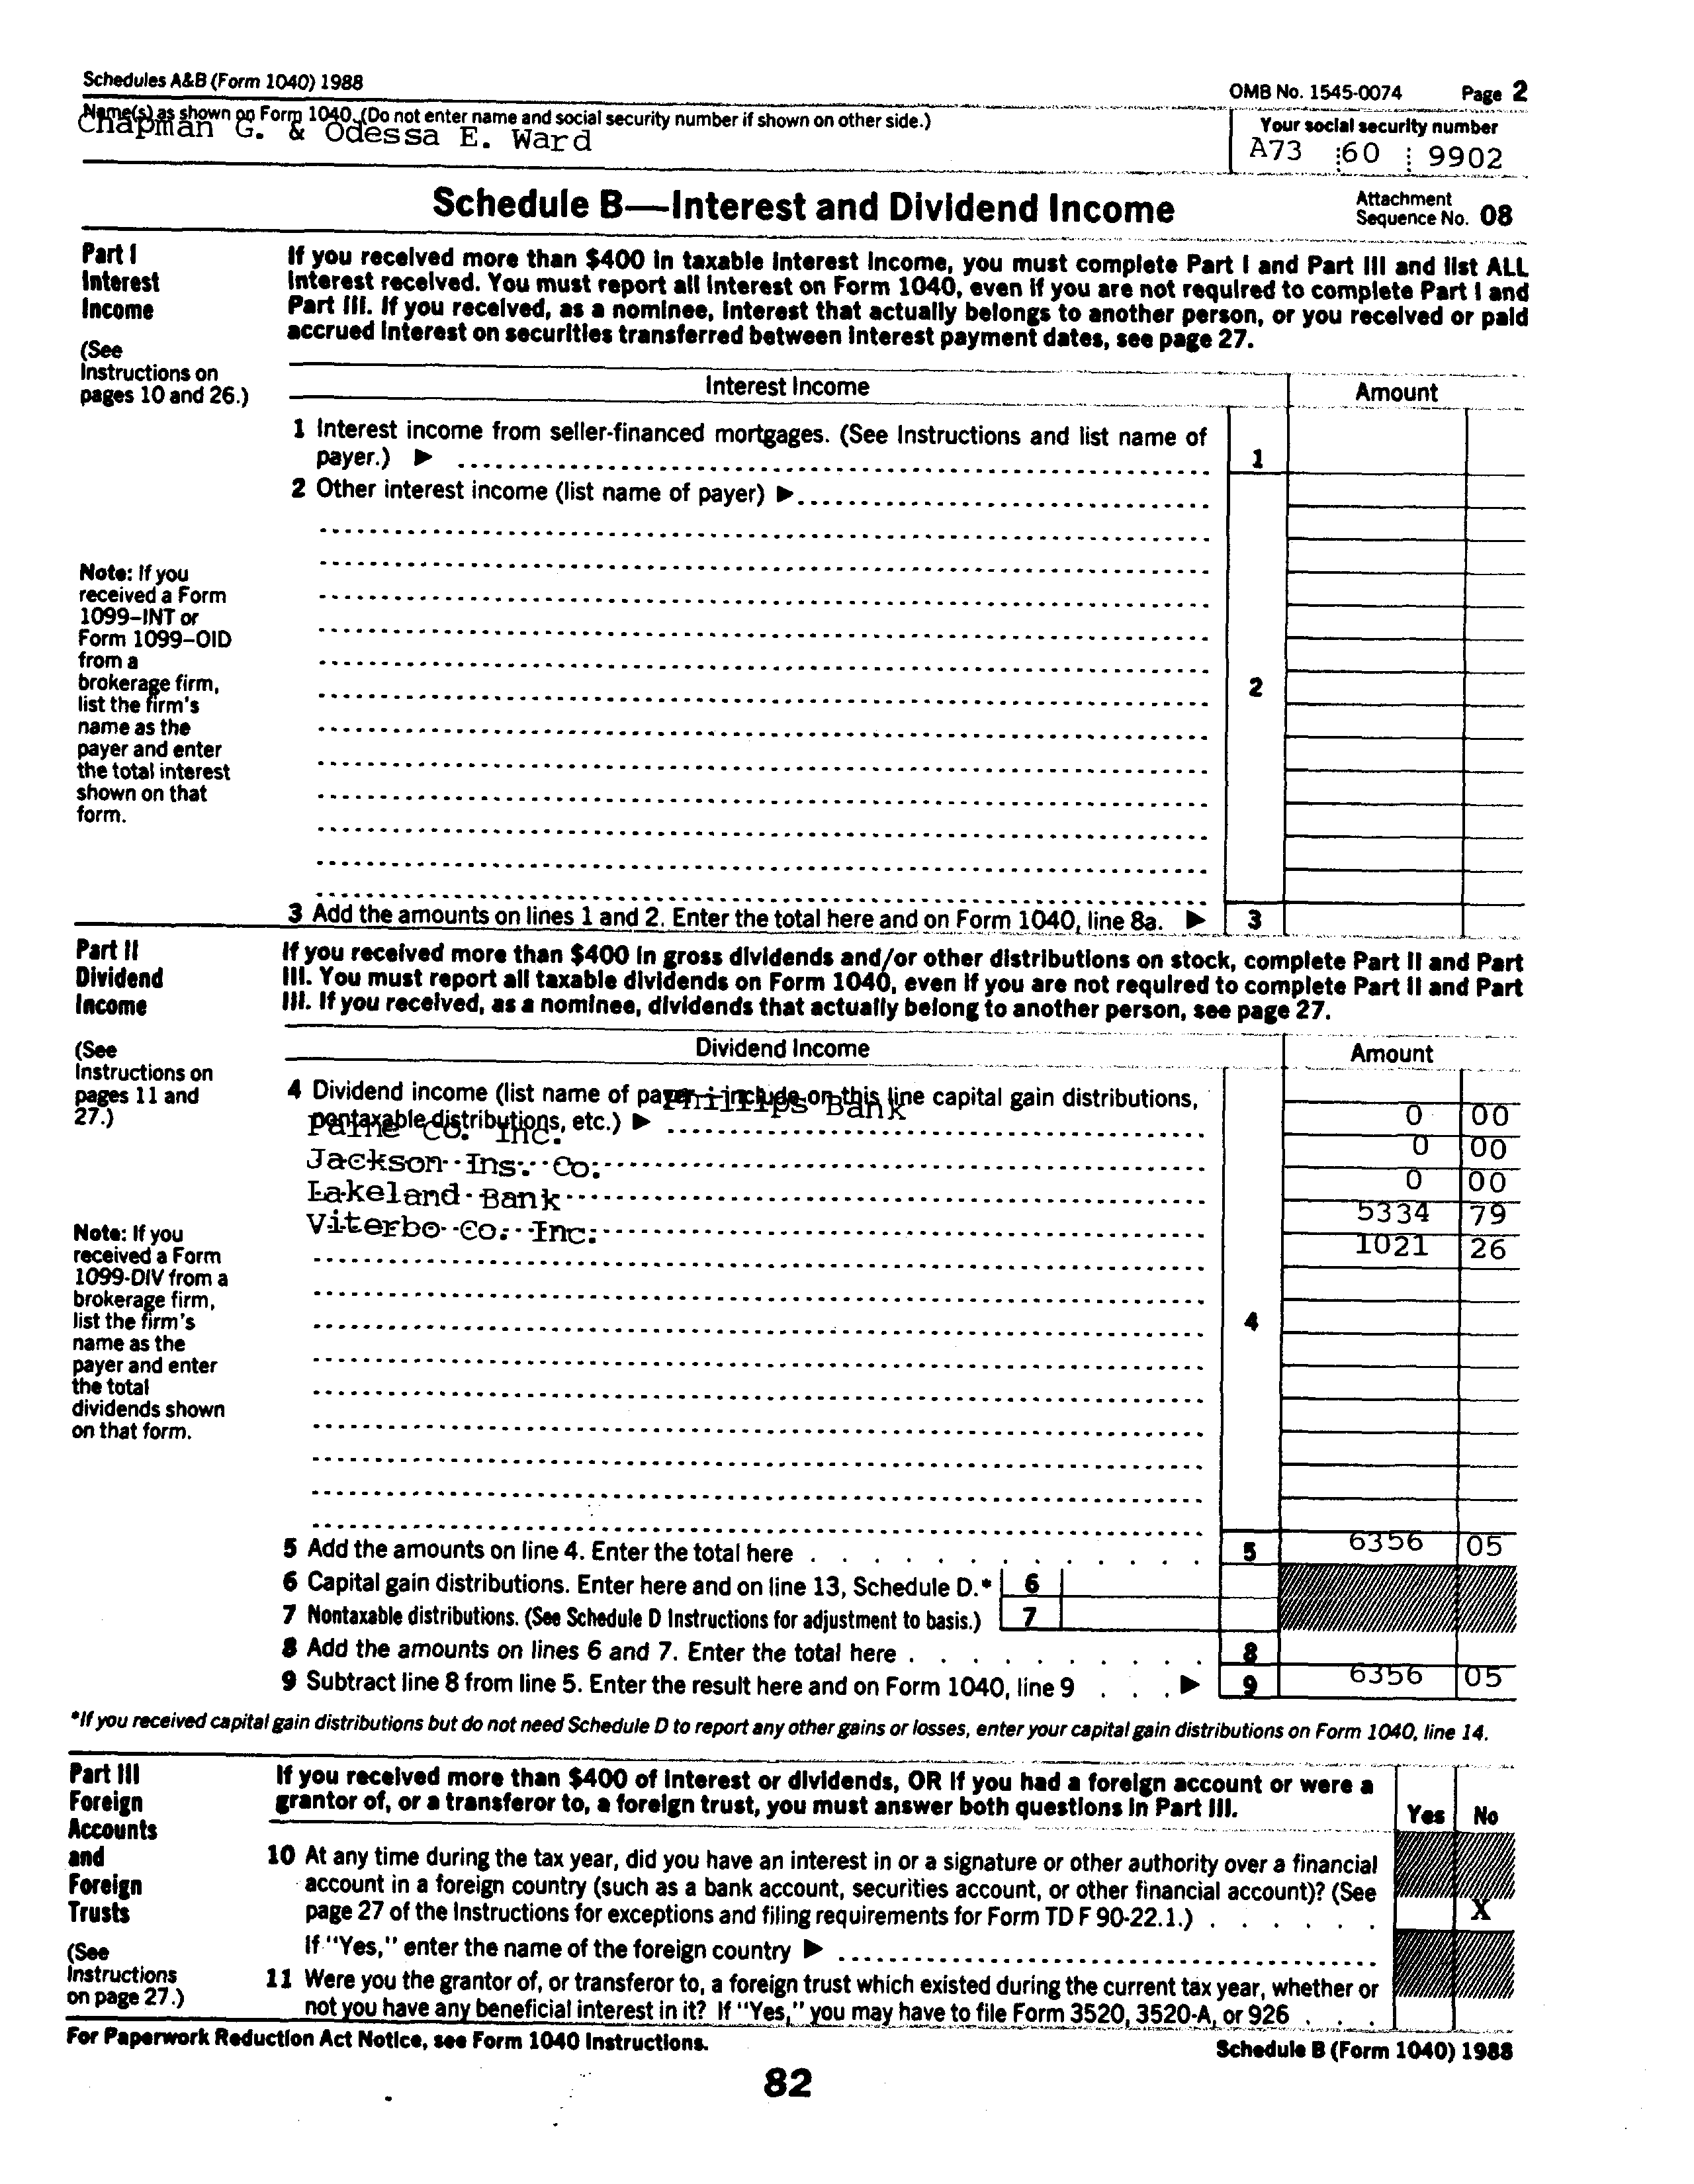 Schedules A&B (Form 1040) 1988 OMB No. 1545-0074 Page 2
Name(s) as shown on Form 1040. (Do not enter name and social security number if shown on other side.)
Chapman G. & Odessa E. Ward
Your social security number
A73 60 9902
Schedule B—Interest and Dividend Income
Attachment
Sequence No. 08
Part I
Interest
Income
(See
Instructions on
pages 10 and 26.)
If you received more than $400 in taxable interest income, you must complete Part I and Part III and list ALL
interest received. You must report all interest on Form 1040, even if you are not required to complete Part I and
Part III. If you received, as a nominee, interest that actually belongs to another person, or you received or paid
accrued interest on securities transferred between interest payment dates, see page 27.
Interest Income Amount
1 Interest income from seller-financed mortgages. (See Instructions and list name of
payer.) ▶ 1
2 Other interest income (list name of payer) ▶
Note: If you
received a Form
1099–INT or
Form 1099–OID
from a
brokerage firm,
list the firm's
name as the
payer and enter
the total interest
shown on that
form.
2
3 Add the amounts on lines 1 and 2. Enter the total here and on Form 1040, line 8a. ▶ 3
Part II
Dividend
Income
(See
Instructions on
pages 11 and
27.)
If you received more than $400 in gross dividends and/or other distributions on stock, complete Part II and Part
III. You must report all taxable dividends on Form 1040, even if you are not required to complete Part II and Part
III. If you received, as a nominee, dividends that actually belong to another person, see page 27.
Dividend Income Amount
4 Dividend income (list name of payer—include on this line capital gain distributions,
nontaxable distributions, etc.) ▶
Phillips Bank 0 00
Paine Co. Inc. 0 00
Jackson Ins. Co. 0 00
Lakeland Bank 5334 79
Viterbo Co. Inc. 1021 26
Note: If you
received a Form
1099-DIV from a
brokerage firm,
list the firm's
name as the
payer and enter
the total
dividends shown
on that form.
4
5 Add the amounts on line 4. Enter the total here 5 6356 05
6 Capital gain distributions. Enter here and on line 13, Schedule D.* 6
7 Nontaxable distributions. (See Schedule D Instructions for adjustment to basis.) 7
8 Add the amounts on lines 6 and 7. Enter the total here 8
9 Subtract line 8 from line 5. Enter the result here and on Form 1040, line 9 ▶ 9 6356 05
*If you received capital gain distributions but do not need Schedule D to report any other gains or losses, enter your capital gain distributions on Form 1040, line 14.
Part III
Foreign
Accounts
and
Foreign
Trusts
(See
Instructions
on page 27.)
If you received more than $400 of interest or dividends, OR if you had a foreign account or were a
grantor of, or a transferor to, a foreign trust, you must answer both questions in Part III.
Yes No
10 At any time during the tax year, did you have an interest in or a signature or other authority over a financial
account in a foreign country (such as a bank account, securities account, or other financial account)? (See
page 27 of the Instructions for exceptions and filing requirements for Form TD F 90-22.1.) X
If "Yes," enter the name of the foreign country ▶
11 Were you the grantor of, or transferor to, a foreign trust which existed during the current tax year, whether or
not you have any beneficial interest in it? If "Yes," you may have to file Form 3520, 3520-A, or 926
For Paperwork Reduction Act Notice, see Form 1040 Instructions.
Schedule B (Form 1040) 1988
82